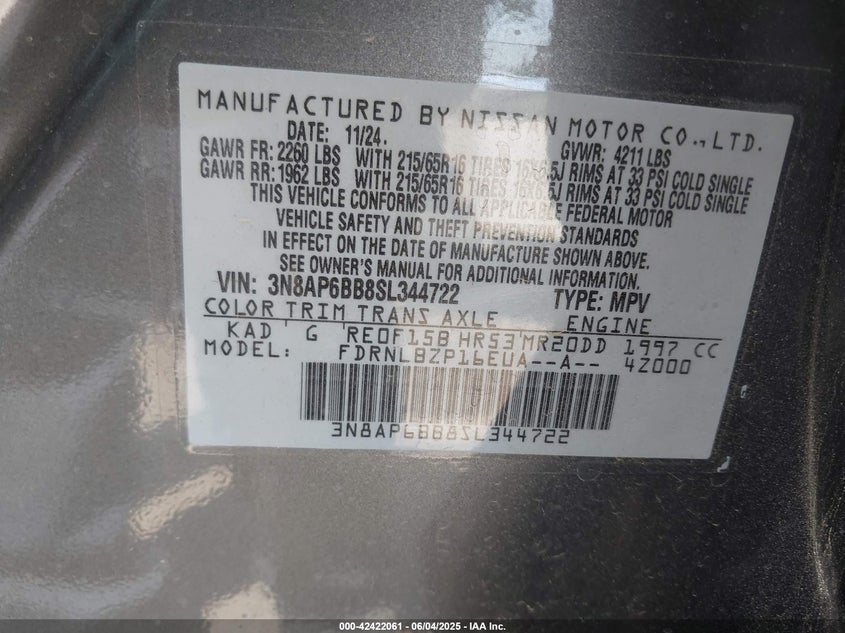 MANUFACTURED BY NISSAN MOTOR CO.,LTD.
DATE: 11/24. GVWR: 4211 LBS
GAWR FR: 2260 LBS WITH 215/65R16 TIRES 16X6.5J RIMS AT 33 PSI COLD SINGLE
GAWR RR: 1962 LBS WITH 215/65R16 TIRES 16X6.5J RIMS AT 33 PSI COLD SINGLE
THIS VEHICLE CONFORMS TO ALL APPLICABLE FEDERAL MOTOR
VEHICLE SAFETY AND THEFT PREVENTION STANDARDS
IN EFFECT ON THE DATE OF MANUFACTURE SHOWN ABOVE.
SEE OWNER'S MANUAL FOR ADDITIONAL INFORMATION.
VIN: 3N8AP6BB8SL344722 TYPE: MPV
COLOR TRIM TRANS AXLE ENGINE
KAD G RE0F15B HR53 MR20DD 1997 CC
MODEL: FDRNLBZP16EUA--A-- 4Z000
3N8AP6BB8SL344722
000-42422061 - 06/04/2025 - IAA Inc.